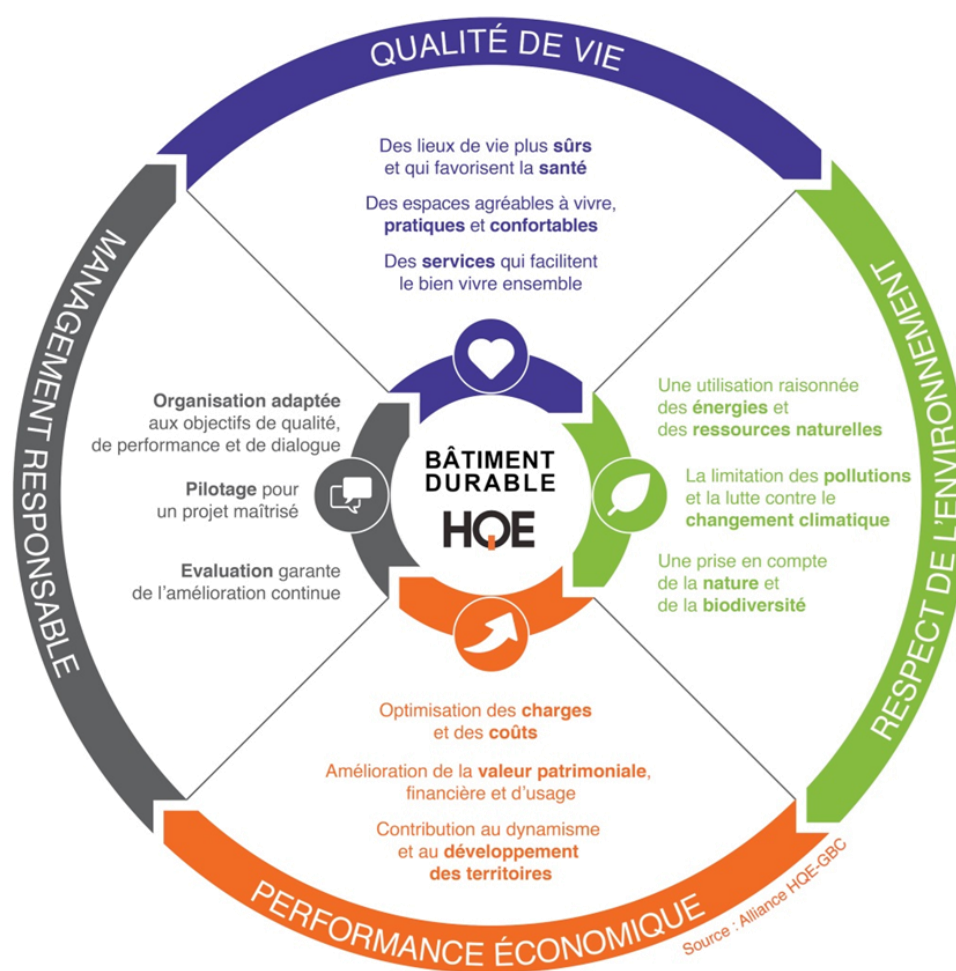 QUALITÉ DE VIE
Des lieux de vie plus sûrs
et qui favorisent la santé
Des espaces agréables à vivre,
pratiques et confortables
Des services qui facilitent
le bien vivre ensemble
MANAGEMENT RESPONSABLE
Organisation adaptée
aux objectifs de qualité,
de performance et de dialogue
Pilotage pour
un projet maîtrisé
Evaluation garante
de l'amélioration continue
BÂTIMENT
DURABLE
HQE
RESPECT DE L'ENVIRONNEMENT
Une utilisation raisonnée
des énergies et
des ressources naturelles
La limitation des pollutions
et la lutte contre le
changement climatique
Une prise en compte
de la nature et
de la biodiversité
Optimisation des charges
et des coûts
Amélioration de la valeur patrimoniale,
financière et d'usage
Contribution au dynamisme
et au développement
des territoires
PERFORMANCE ÉCONOMIQUE
Source : Alliance HQE-GBC